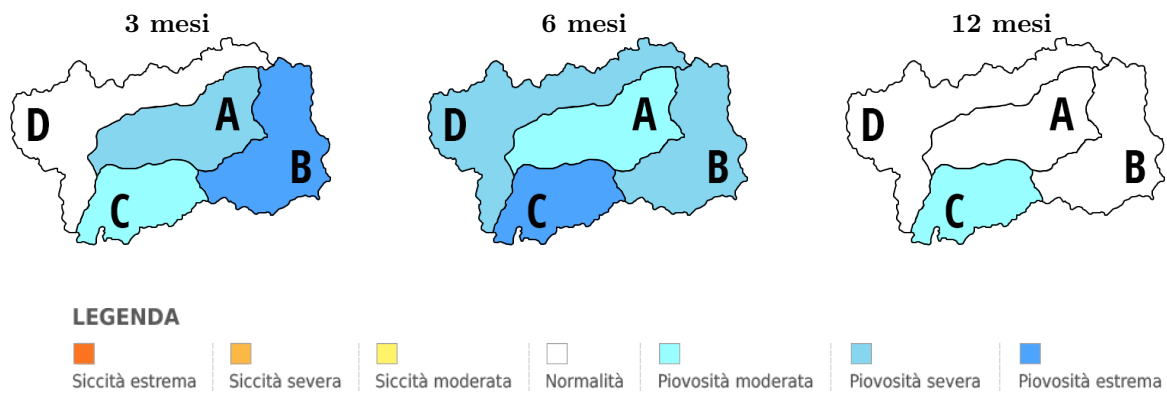 3 mesi 6 mesi 12 mesi
A A A
D D D
B B B
C C C
LEGENDA
Siccità estrema Siccità severa Siccità moderata Normalità Piovosità moderata Piovosità severa Piovosità estrema